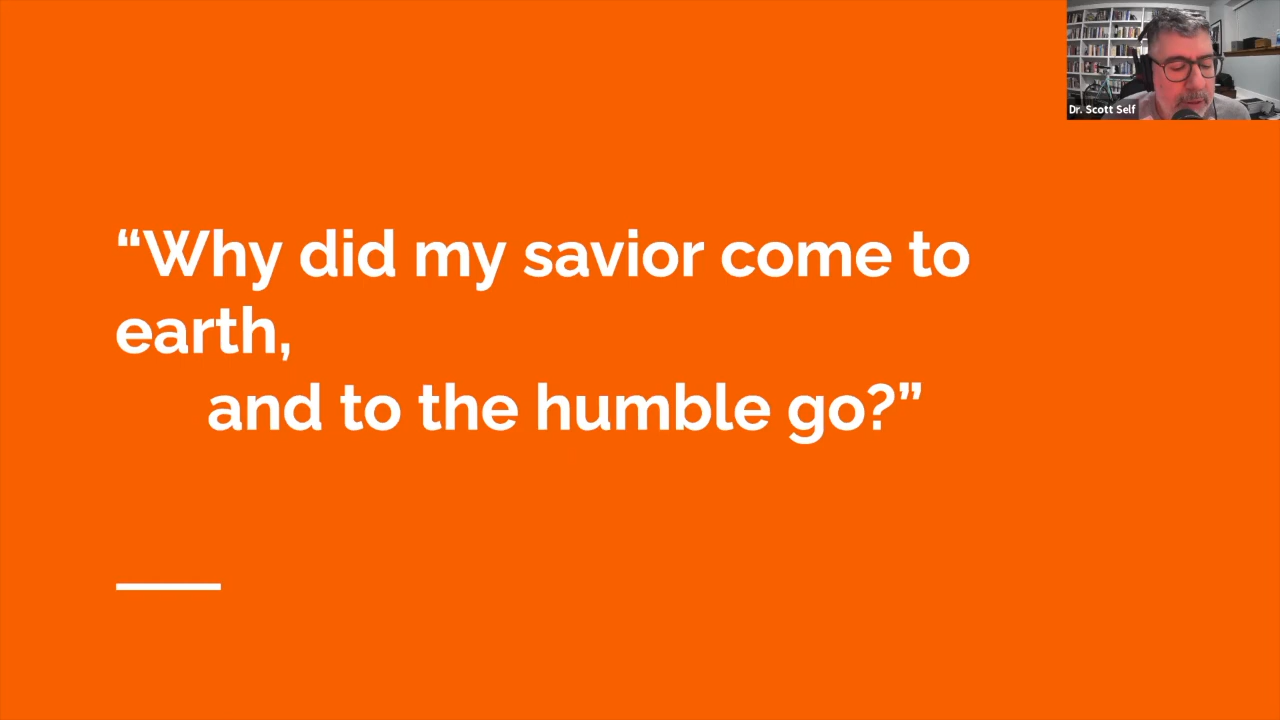 Dr. Scott Self
“Why did my savior come to
earth,
and to the humble go?”